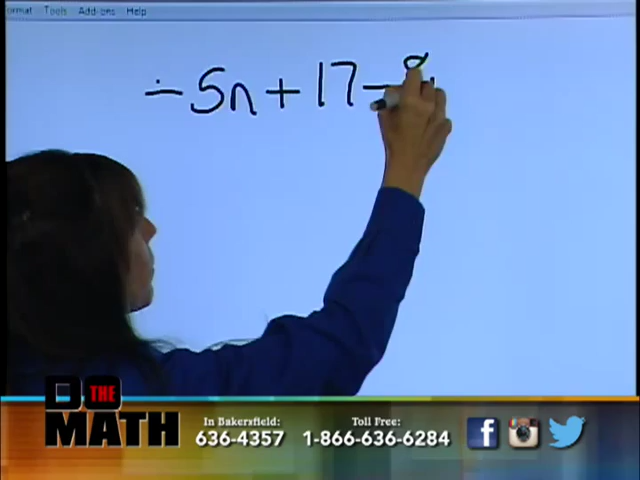 ormat Tools Add-ons Help
-5n+17-8
DO THE MATH
In Bakersfield: 636-4357
Toll Free: 1-866-636-6284